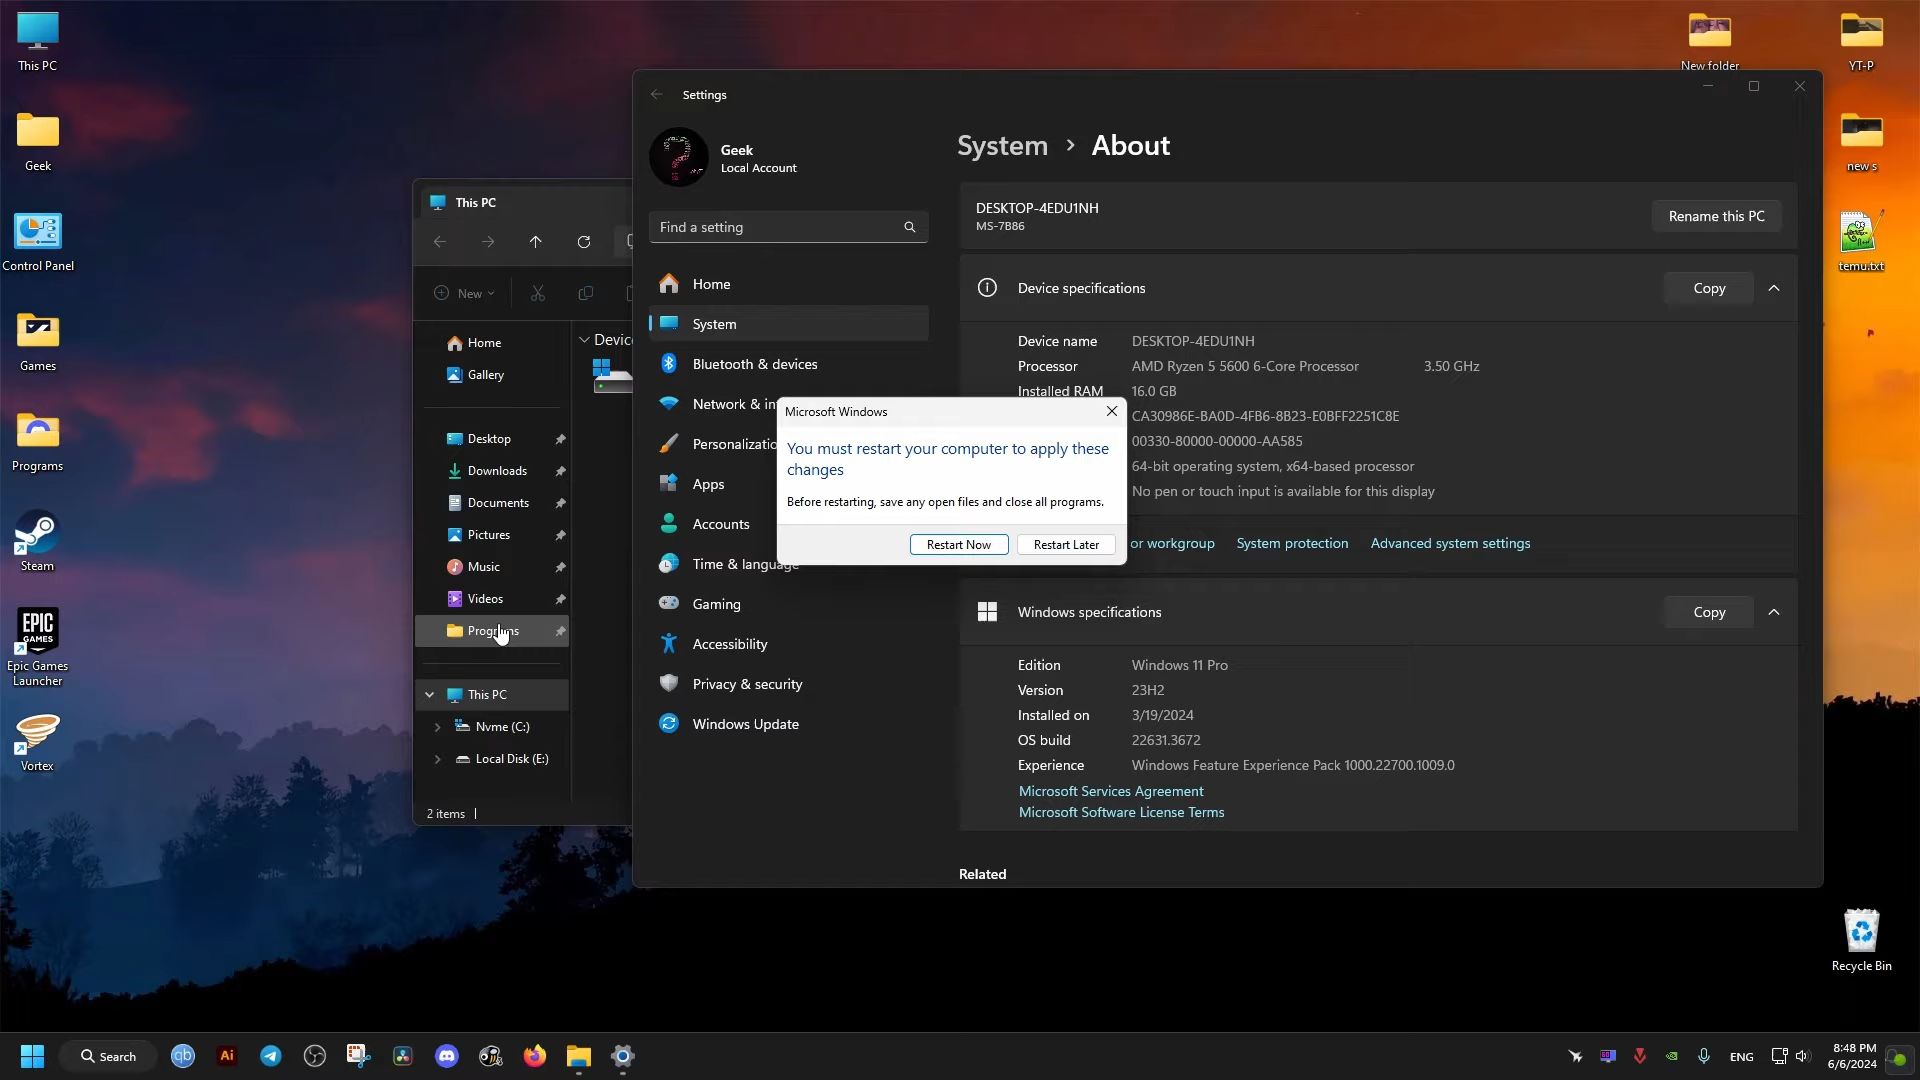 This PC
Geek
Control Panel
Games
Programs
Steam
EPIC
GAMES
Epic Games
Launcher
Vortex
New folder
YT-P
new s
temu.txt
Recycle Bin
This PC
New
Home
Gallery
Desktop
Downloads
Documents
Pictures
Music
Videos
Programs
This PC
Nvme (C:)
Local Disk (E:)
2 items
Devic
Settings
Geek
Local Account
Find a setting
Home
System
Bluetooth & devices
Network & in
Personalizatio
Apps
Accounts
Time & language
Gaming
Accessibility
Privacy & security
Windows Update
System › About
DESKTOP-4EDU1NH
MS-7B86
Rename this PC
Device specifications
Copy
Device name DESKTOP-4EDU1NH
Processor AMD Ryzen 5 5600 6-Core Processor 3.50 GHz
Installed RAM 16.0 GB
CA30986E-BA0D-4FB6-8B23-E0BFF2251C8E
00330-80000-00000-AA585
64-bit operating system, x64-based processor
No pen or touch input is available for this display
or workgroup System protection Advanced system settings
Microsoft Windows
You must restart your computer to apply these
changes
Before restarting, save any open files and close all programs.
Restart Now Restart Later
Windows specifications
Copy
Edition Windows 11 Pro
Version 23H2
Installed on 3/19/2024
OS build 22631.3672
Experience Windows Feature Experience Pack 1000.22700.1009.0
Microsoft Services Agreement
Microsoft Software License Terms
Related
Search
qb
Ai
60
ENG
8:48 PM
6/6/2024